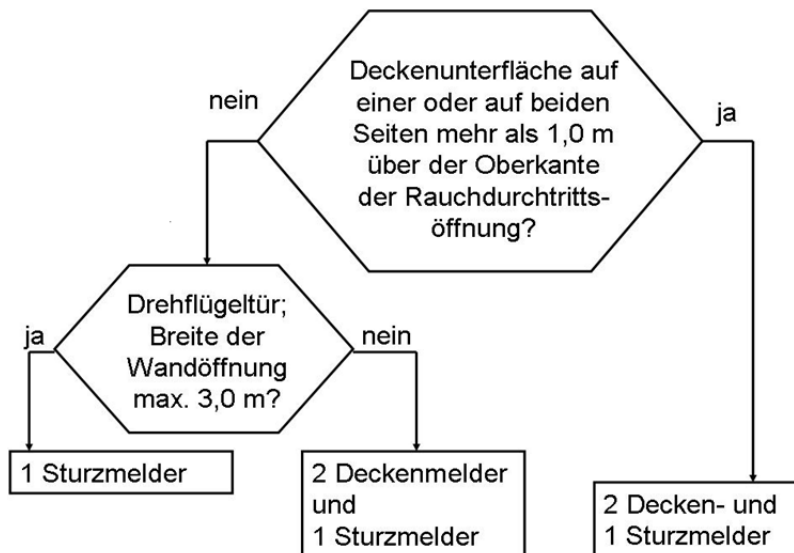 Deckenunterfläche auf
einer oder auf beiden
Seiten mehr als 1,0 m
über der Oberkante
der Rauchdurchtritts-
öffnung?
nein
ja
Drehflügeltür;
Breite der
Wandöffnung
max. 3,0 m?
ja
nein
1 Sturzmelder
2 Deckenmelder
und
1 Sturzmelder
2 Decken- und
1 Sturzmelder